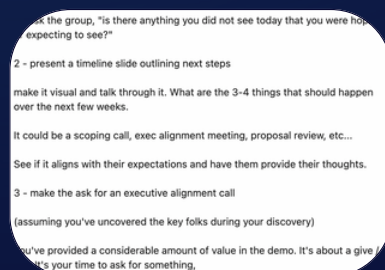 the group, "is there anything you did not see today that you were
expecting to see?"
2 - present a timeline slide outlining next steps
make it visual and talk through it. What are the 3-4 things that should happen
over the next few weeks.
It could be a scoping call, exec alignment meeting, proposal review, etc...
See if it aligns with their expectations and have them provide their thoughts.
3 - make the ask for an executive alignment call
(assuming you've uncovered the key folks during your discovery)
you've provided a considerable amount of value in the demo. It's about a give /
it's your time to ask for something,